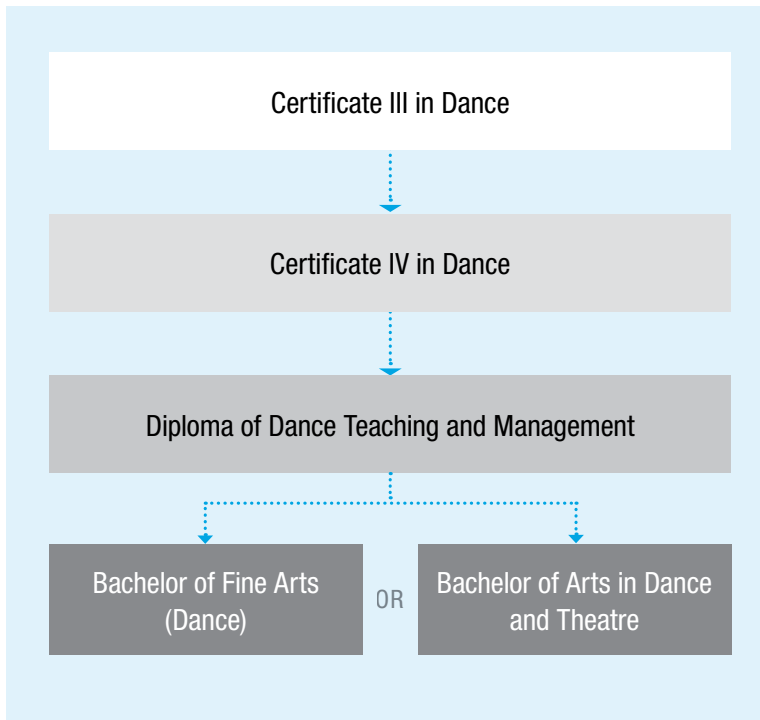 Certificate III in Dance
Certificate IV in Dance
Diploma of Dance Teaching and Management
Bachelor of Fine Arts
(Dance)
OR
Bachelor of Arts in Dance
and Theatre